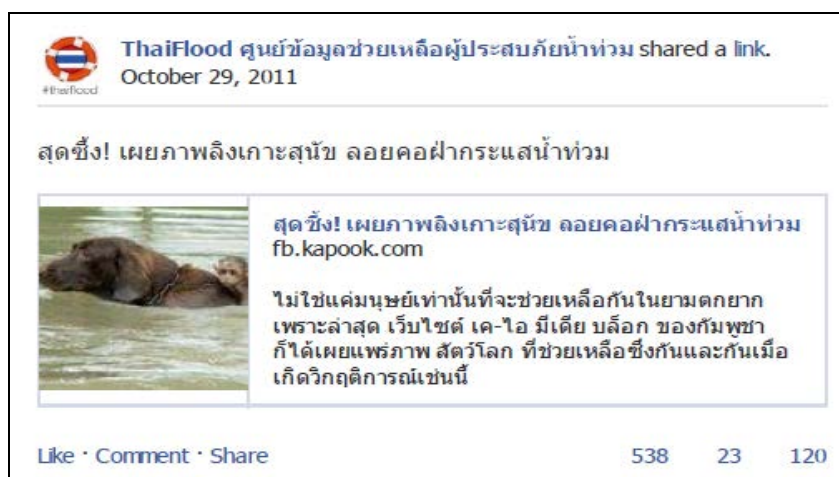 ThaiFlood ศูนย์ข้อมูลช่วยเหลือผู้ประสบภัยน้ำท่วม shared a link.
October 29, 2011
#thaiflood
สุดซึ้ง! เผยภาพลิงเกาะสุนัข ลอยคอฝ่ากระแสน้ำท่วม
สุดซึ้ง! เผยภาพลิงเกาะสุนัข ลอยคอฝ่ากระแสน้ำท่วม
fb.kapook.com
ไม่ใช่แค่มนุษย์เท่านั้นที่จะช่วยเหลือกันในยามตกยาก
เพราะล่าสุด เว็บไซต์ เค-ไอ มีเดีย บล็อก ของกัมพูชา
ก็ได้เผยแพร่ภาพ สัตว์โลก ที่ช่วยเหลือซึ่งกันและกันเมื่อ
เกิดวิกฤติการณ์เช่นนี้
Like · Comment · Share 538 23 120